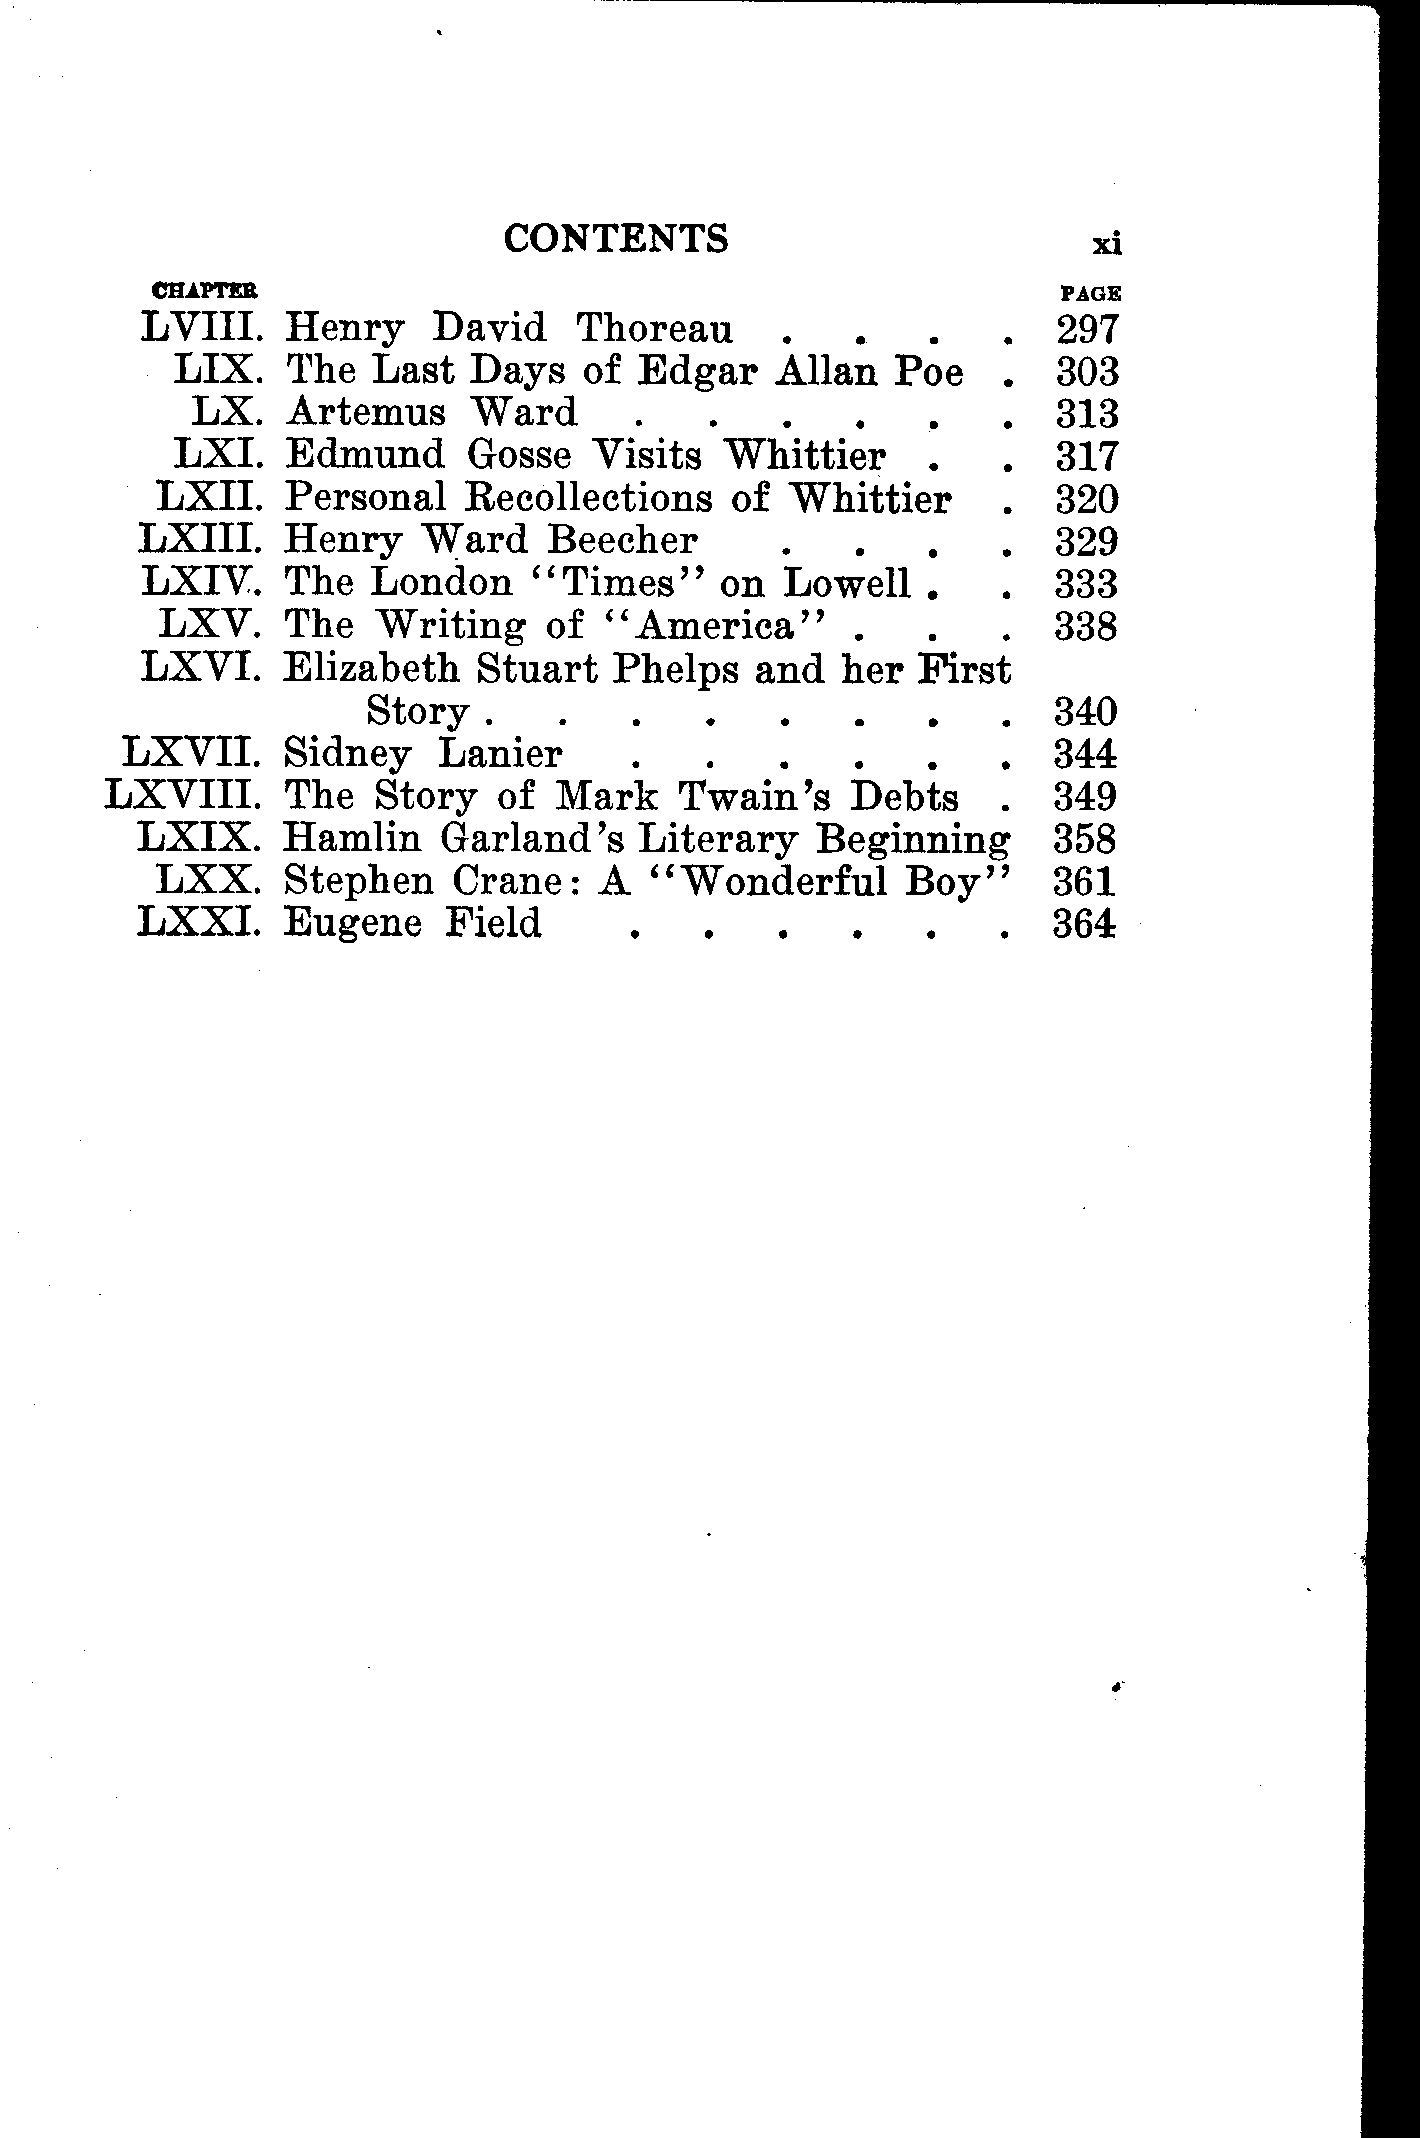 CONTENTS xi
CHAPTER PAGE
LVIII. Henry David Thoreau . . . . 297
LIX. The Last Days of Edgar Allan Poe . 303
LX. Artemus Ward . . . . . . 313
LXI. Edmund Gosse Visits Whittier . . 317
LXII. Personal Recollections of Whittier . 320
LXIII. Henry Ward Beecher . . . . 329
LXIV. The London "Times" on Lowell . . 333
LXV. The Writing of "America" . . . 338
LXVI. Elizabeth Stuart Phelps and her First
Story . . . . . . . . 340
LXVII. Sidney Lanier . . . . . . 344
LXVIII. The Story of Mark Twain's Debts . 349
LXIX. Hamlin Garland's Literary Beginning 358
LXX. Stephen Crane: A "Wonderful Boy" 361
LXXI. Eugene Field . . . . . . 364